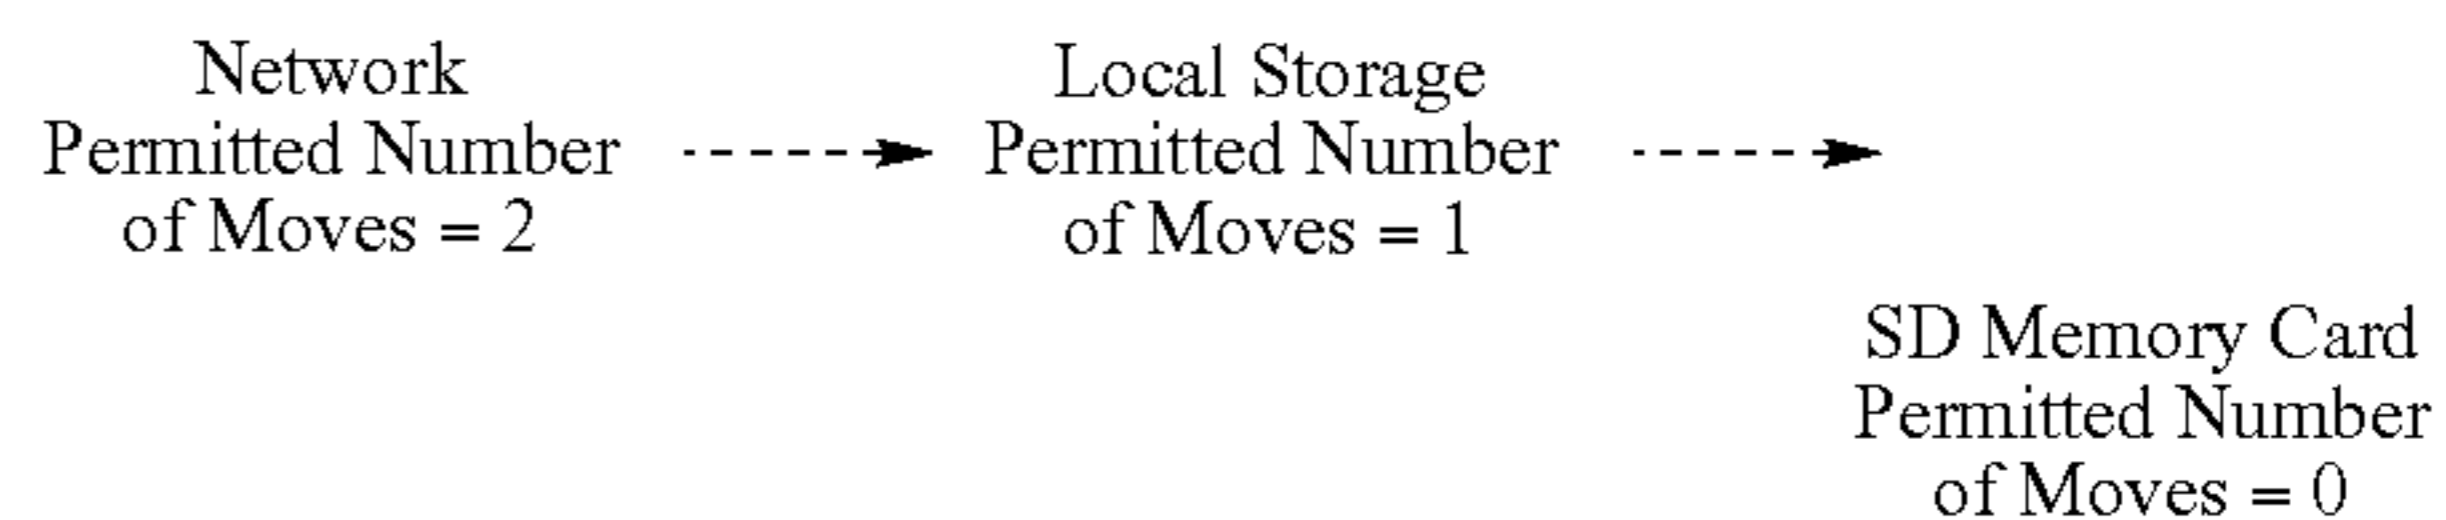 Network
Permitted Number
of Moves = 2
Local Storage
Permitted Number
of Moves = 1
SD Memory Card
Permitted Number
of Moves = 0